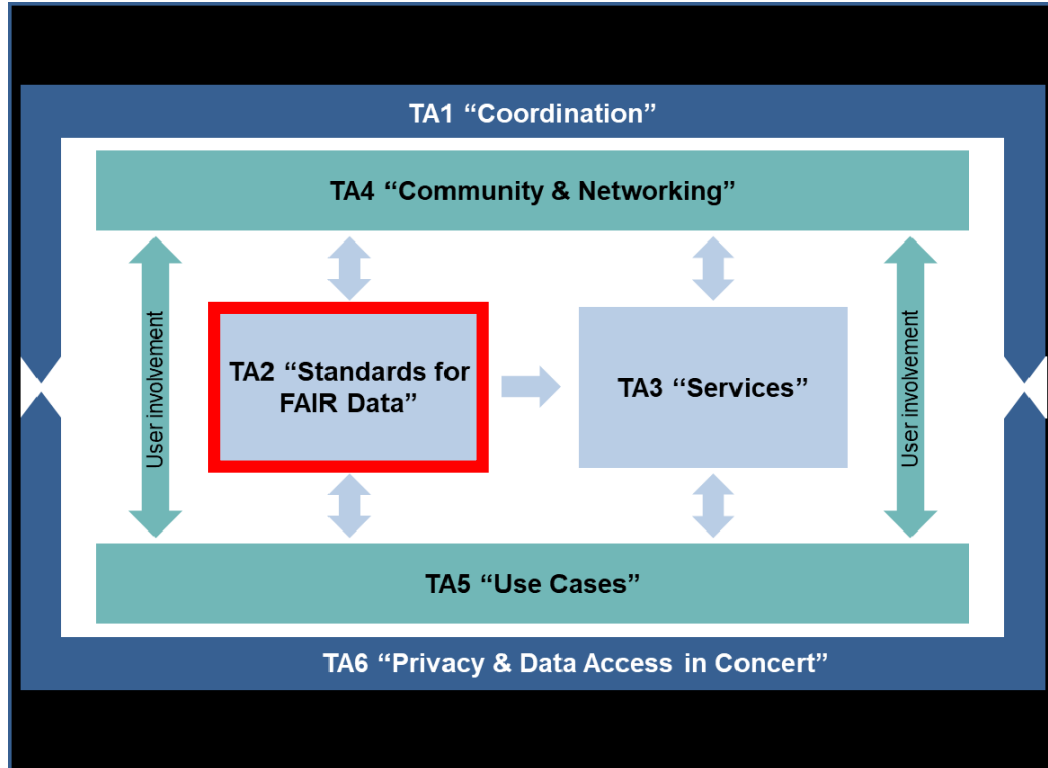 TA1 “Coordination”
TA4 “Community & Networking”
User involvement
TA2 “Standards for
FAIR Data”
TA3 “Services”
User involvement
TA5 “Use Cases”
TA6 “Privacy & Data Access in Concert”